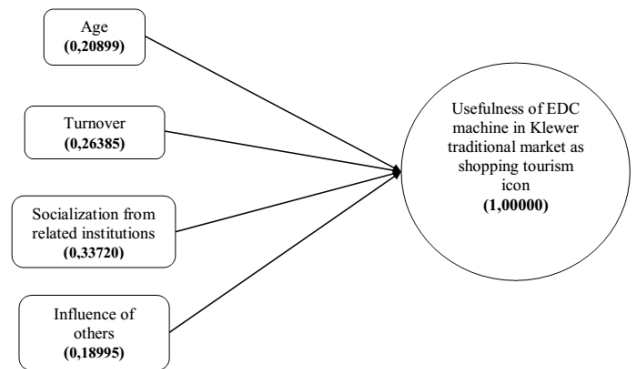 Age
(0,20899)
Turnover
(0,26385)
Socialization from
related institutions
(0,33720)
Influence of
others
(0,18995)
Usefulness of EDC
machine in Klewer
traditional market as
shopping tourism
icon
(1,00000)